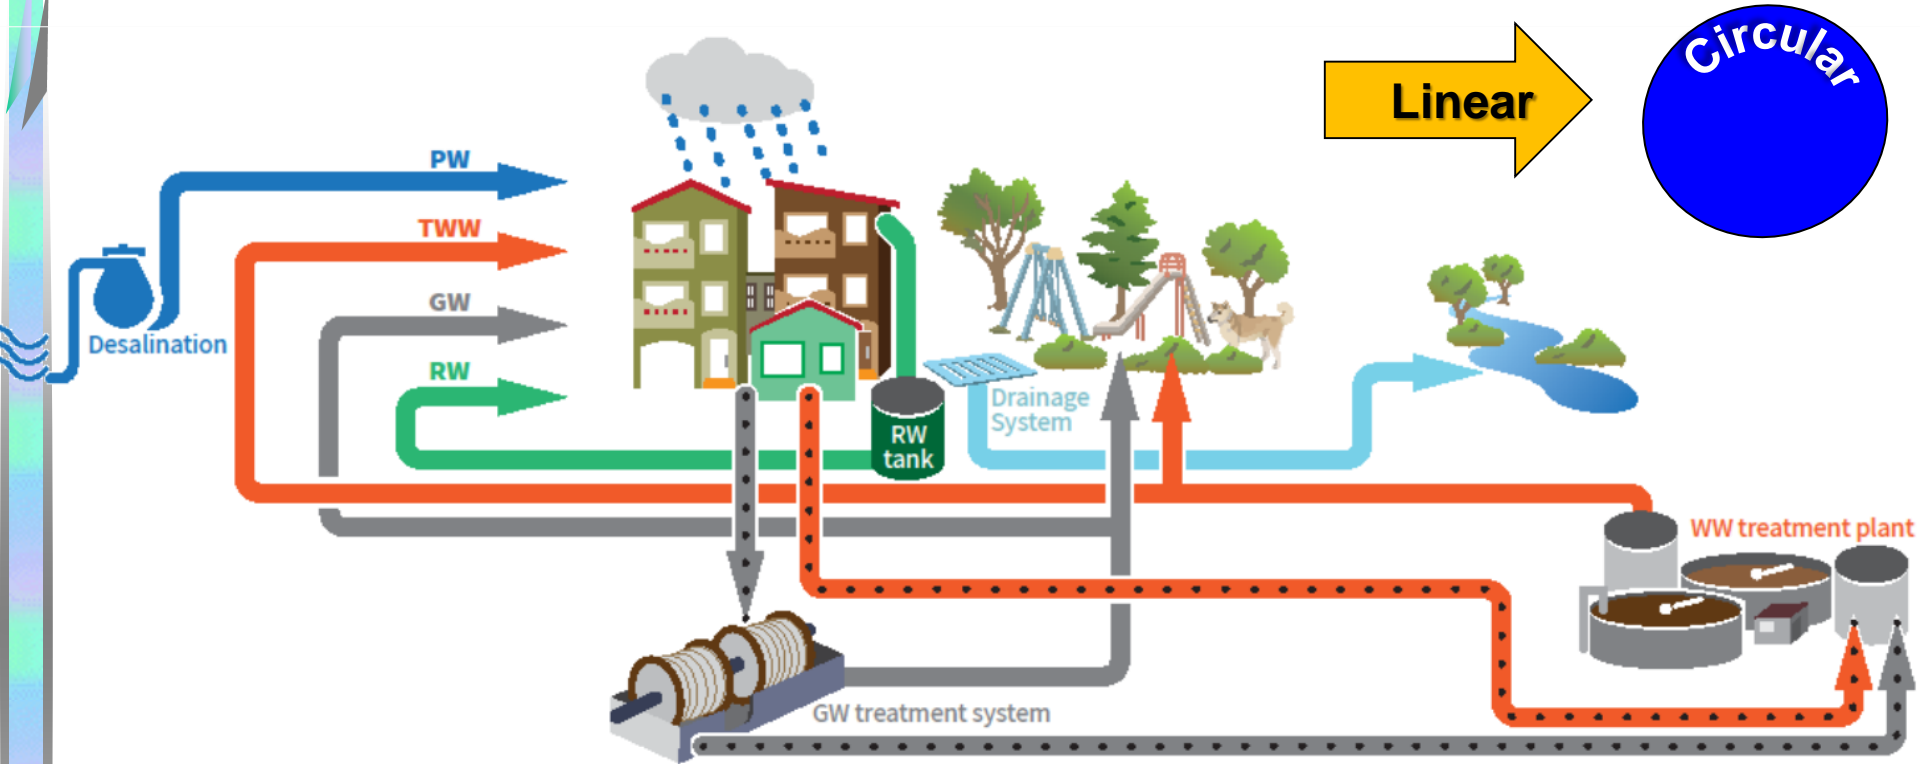 Linear
Circular
PW
TWW
GW
RW
Desalination
Drainage
System
RW
tank
WW treatment plant
GW treatment system